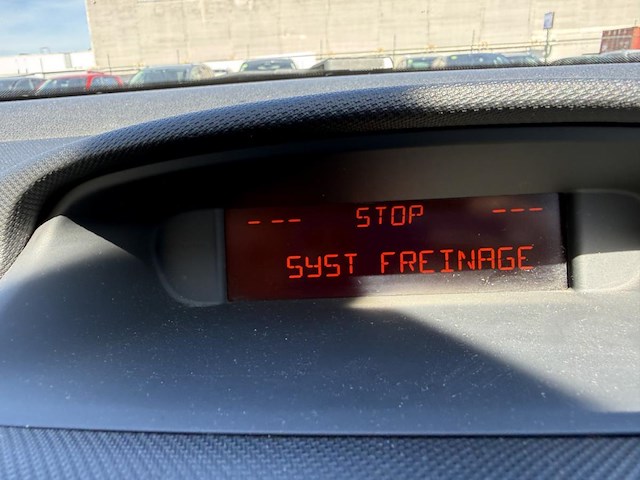 --- STOP ---
SYST FREINAGE